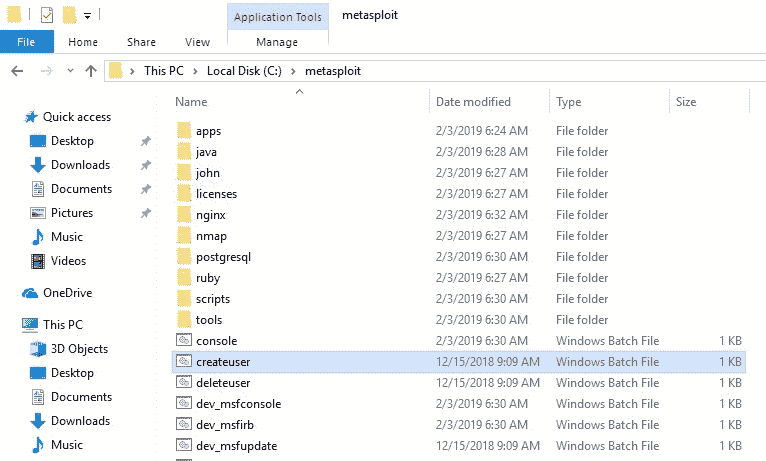 Application Tools metasploit
File Home Share View Manage
This PC Local Disk (C:) metasploit
Name Date modified Type Size
Quick access
Desktop
Downloads
Documents
Pictures
Music
Videos
OneDrive
This PC
3D Objects
Desktop
Documents
Downloads
Music
apps 2/3/2019 6:24 AM File folder
java 2/3/2019 6:28 AM File folder
john 2/3/2019 6:27 AM File folder
licenses 2/3/2019 6:27 AM File folder
nginx 2/3/2019 6:32 AM File folder
nmap 2/3/2019 6:27 AM File folder
postgresql 2/3/2019 6:30 AM File folder
ruby 2/3/2019 6:27 AM File folder
scripts 2/3/2019 6:30 AM File folder
tools 2/3/2019 6:30 AM File folder
console 2/3/2019 6:30 AM Windows Batch File 1 KB
createuser 12/15/2018 9:09 AM Windows Batch File 1 KB
deleteuser 12/15/2018 9:09 AM Windows Batch File 1 KB
dev_msfconsole 2/3/2019 6:30 AM Windows Batch File 1 KB
dev_msfirb 2/3/2019 6:30 AM Windows Batch File 1 KB
dev_msfupdate 12/15/2018 9:09 AM Windows Batch File 1 KB